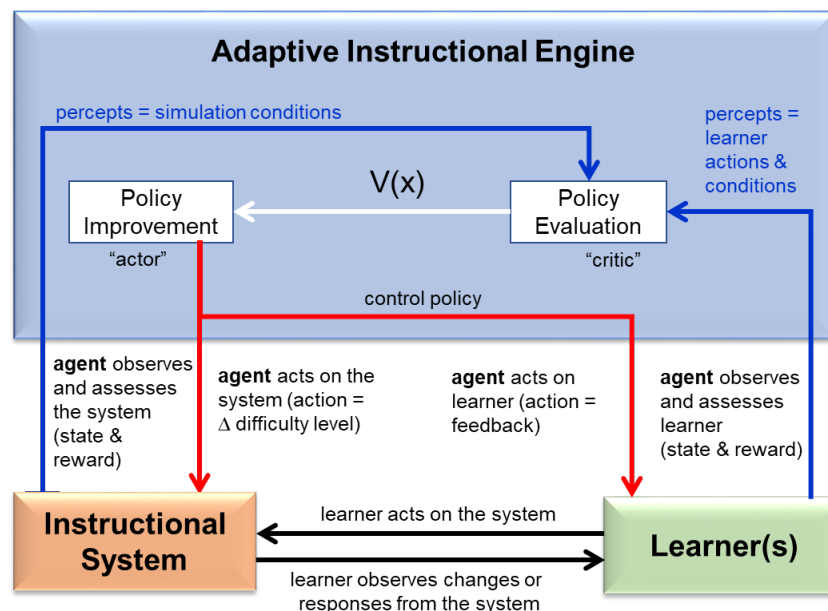 Adaptive Instructional Engine
percepts = simulation conditions
percepts =
learner
actions &
conditions
Policy
Improvement
V(x)
Policy
Evaluation
“actor”
“critic”
control policy
agent observes
and assesses
the system
(state &
reward)
agent acts on the
system (action =
Δ difficulty level)
agent acts on
learner (action =
feedback)
agent observes
and assesses
learner
(state & reward)
Instructional
System
learner acts on the system
learner observes changes or
responses from the system
Learner(s)